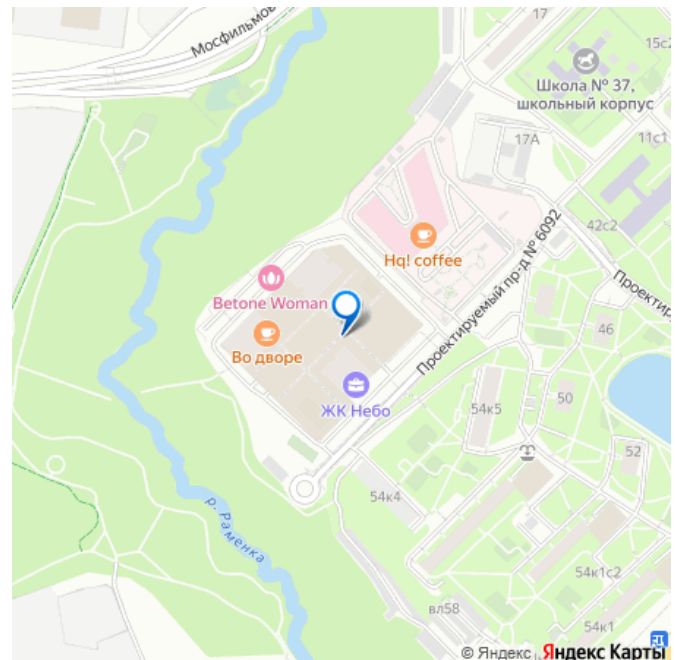 17
15с2
Мосфильмов
Школа № 37,
школьный корпус
17А
11с1
42с2
Hq! coffee
Проектируемый пр-д № 6092
Проектир
Betone Woman
Во дворе
46
ЖК Небо
54к5
50
52
54к4
р. Раменка
54к1с2
вл58
54к1
© Яндекс Яндекс Карты